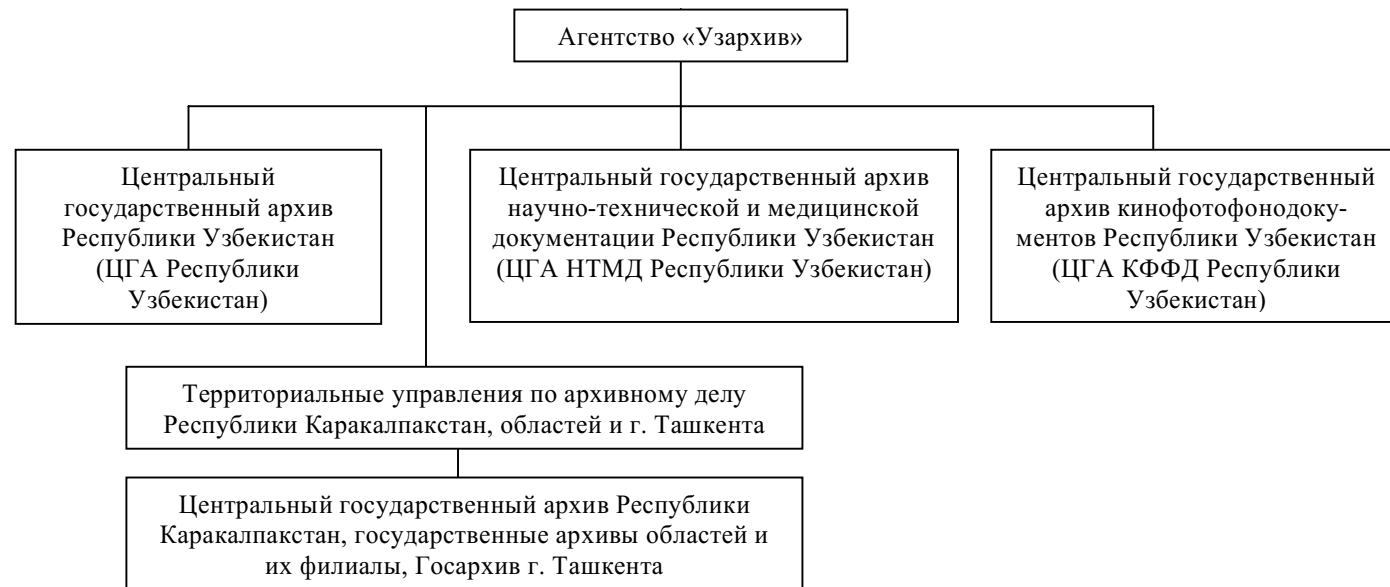 Агентство «Узархив»
Центральный
государственный архив
Республики Узбекистан
(ЦГА Республики
Узбекистан)
Центральный государственный архив
научно-технической и медицинской
документации Республики Узбекистан
(ЦГА НТМД Республики Узбекистан)
Центральный государственный
архив кинофотофонодоку-
ментов Республики Узбекистан
(ЦГА КФФД Республики
Узбекистан)
Территориальные управления по архивному делу
Республики Каракалпакстан, областей и г. Ташкента
Центральный государственный архив Республики
Каракалпакстан, государственные архивы областей и
их филиалы, Госархив г. Ташкента